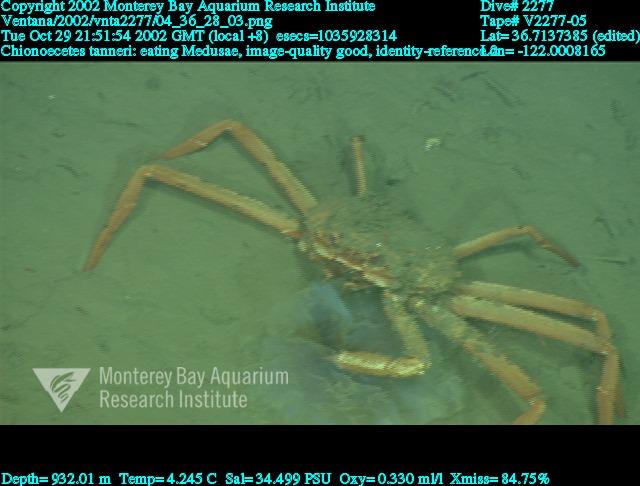 Copyright 2002 Monterey Bay Aquarium Research Institute Dive# 2277
Ventana/2002/vnta2277/04_36_28_03.png Tape# V2277-05
Tue Oct 29 21:51:54 2002 GMT (local +8) esecs=1035928314 Lat= 36.7137385 (edited)
Chionoecetes tanneri: eating Medusae, image-quality good, identity-reference Lon= -122.0008165
Monterey Bay Aquarium
Research Institute
Depth= 932.01 m Temp= 4.245 C Sal= 34.499 PSU Oxy= 0.330 ml/l Xmiss= 84.75%